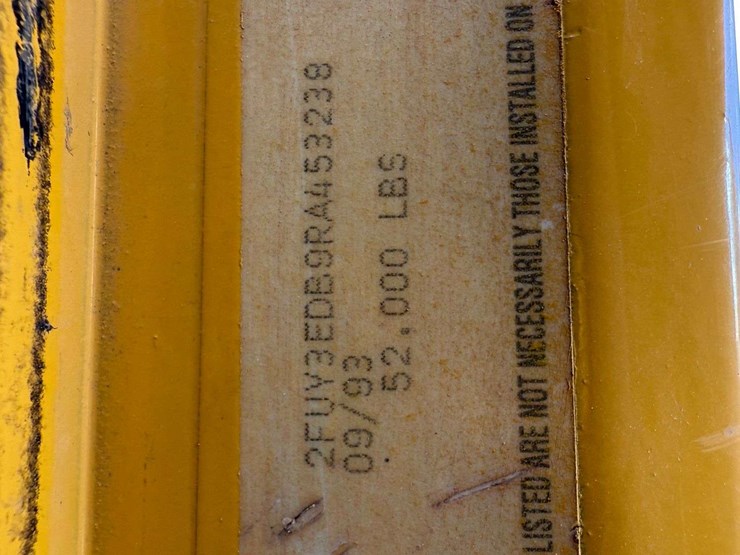 2FUY3EDB9RA453238
09/93
52.000 LBS
LISTED ARE NOT NECESSARILY THOSE INSTALLED ON